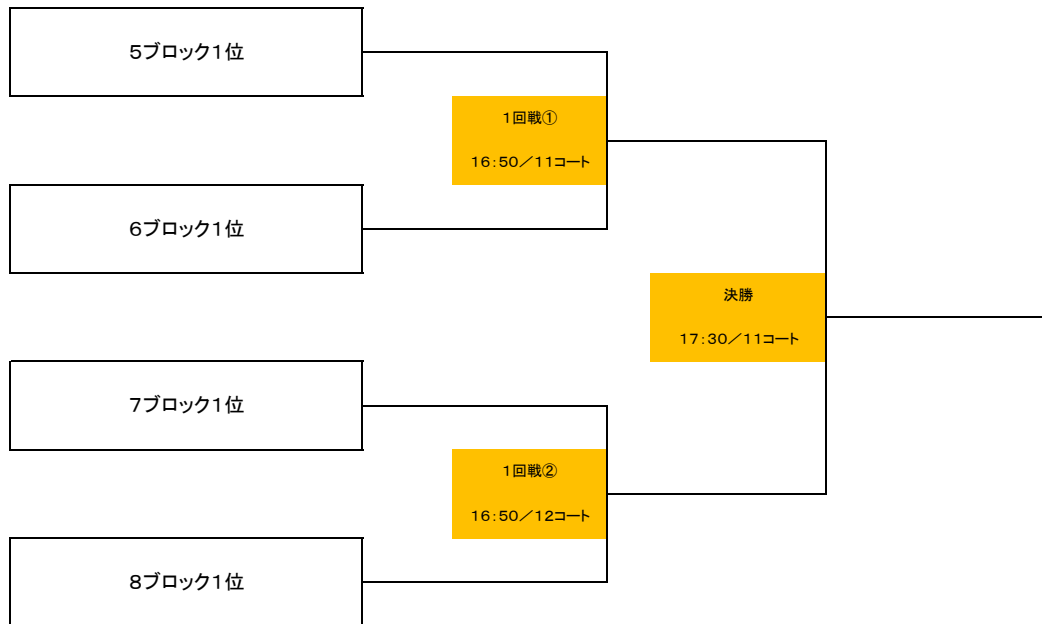 5ブロック1位
1回戦①
16:50/11コート
6ブロック1位
決勝
17:30/11コート
7ブロック1位
1回戦②
16:50/12コート
8ブロック1位